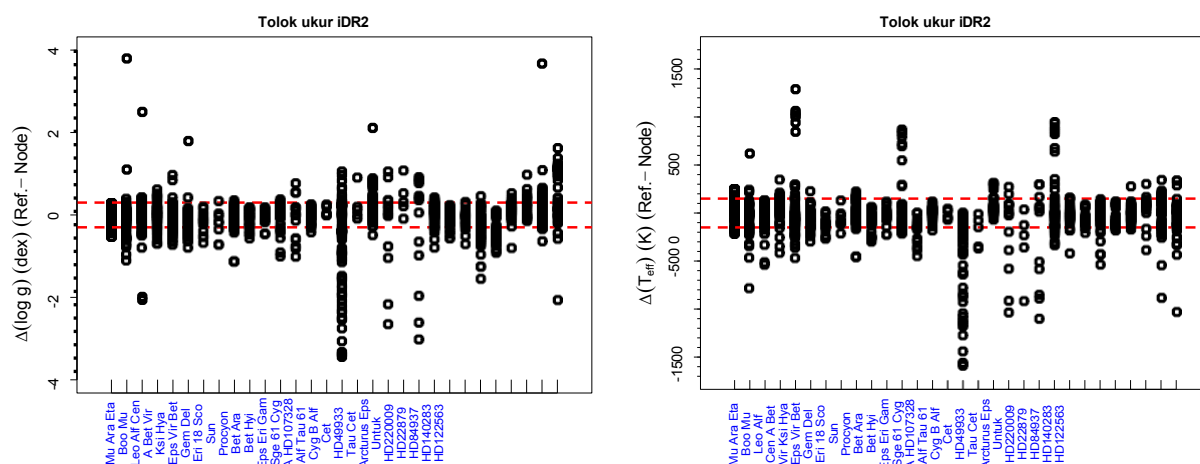 Tolok ukur iDR2
Δ(log g) (dex) (Ref.− Node)
4
2
0
-2
-4
Mu Ara Eta
Boo Mu
Leo Alf Cen
A Bet Vir
Ksi Hya
Eps Vir Bet
Gem Del
Eri 18 Sco
Sun
Procyon
Bet Ara
Bet Hyi
Eps Eri Gam
Sge 61 Cyg
A HD107328
Alf Tau 61
Cyg B Alf
Cet
HD49933
Tau Cet
Arcturus Eps
Untuk
HD220009
HD22879
HD84937
HD140283
HD122563
Tolok ukur iDR2
Δ(Teff) (K) (Ref.− Node)
1500
500
0
-5000
-1500
Mu Ara Eta
Boo Mu
Leo Alf
Cen A Bet
Vir Ksi Hya
Eps Vir Bet
Gem Del
Eri 18 Sco
Sun
Procyon
Bet Ara
Bet Hyi
Eps Eri Gam
Sge 61 Cyg
A HD107328
Alf Tau 61
Cyg B Alf
Cet
HD49933
Tau Cet
Arcturus Eps
Untuk
HD220009
HD22879
HD84937
HD140283
HD122563